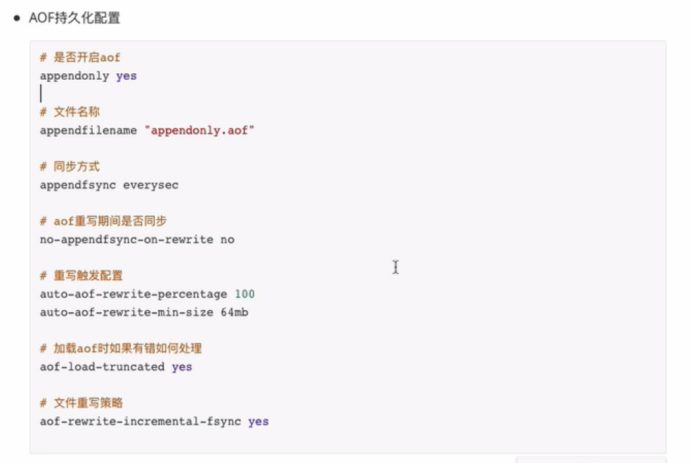 AOF持久化配置
# 是否开启aof
appendonly yes
# 文件名称
appendfilename "appendonly.aof"
# 同步方式
appendfsync everysec
# aof重写期间是否同步
no-appendfsync-on-rewrite no
# 重写触发配置
auto-aof-rewrite-percentage 100
auto-aof-rewrite-min-size 64mb
# 加载aof时如果有错如何处理
aof-load-truncated yes
# 文件重写策略
aof-rewrite-incremental-fsync yes